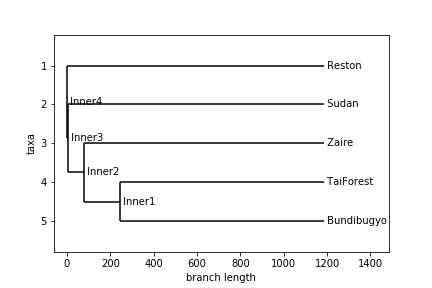 1
Reston
Inner4
2
Sudan
Inner3
3
Zaire
Inner2
4
TaiForest
Inner1
5
Bundibugyo
taxa
0 200 400 600 800 1000 1200 1400
branch length